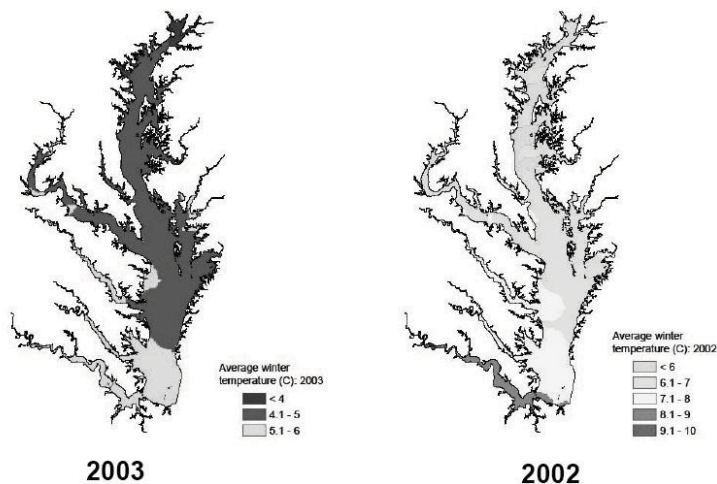 Average winter
temperature (C): 2003
< 4
4.1 - 5
5.1 - 6
2003
Average winter
temperature (C): 2002
< 6
6.1 - 7
7.1 - 8
8.1 - 9
9.1 - 10
2002